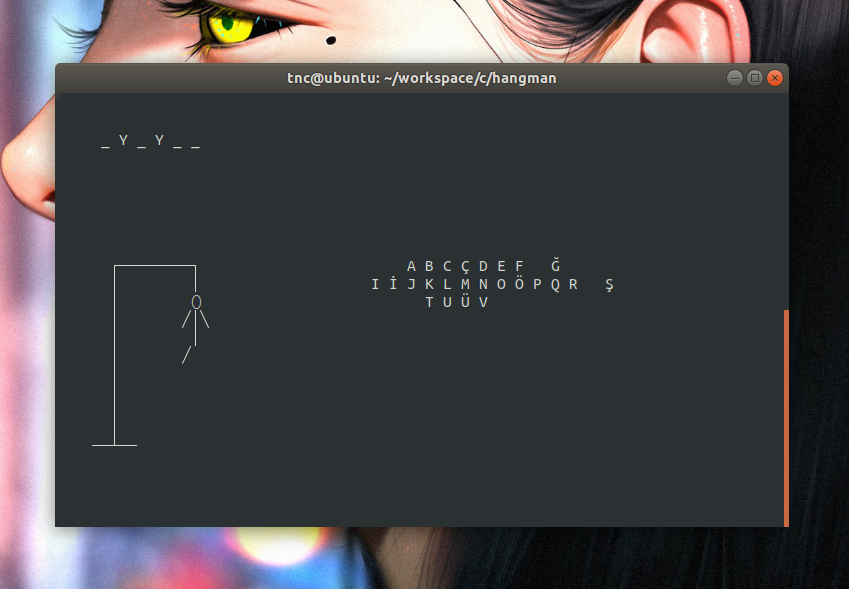 tnc@ubuntu: ~/workspace/c/hangman
_ Y _ Y _ _
A B C Ç D E F Ğ
I İ J K L M N O Ö P Q R Ş
T U Ü V